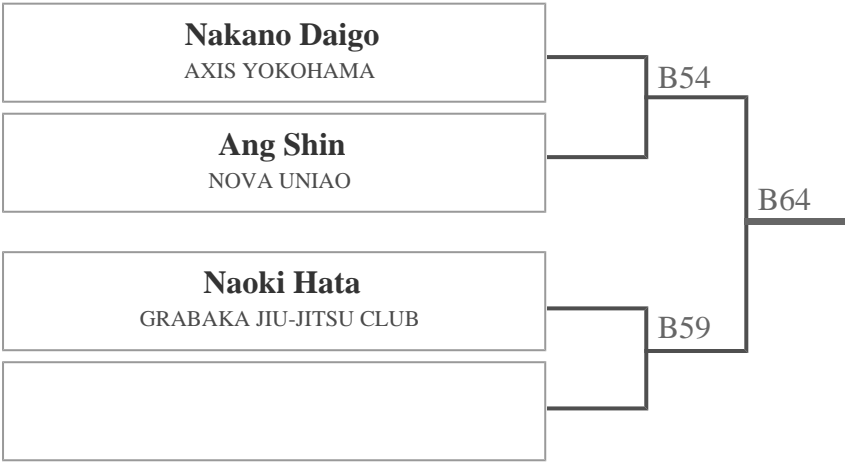 Nakano Daigo
AXIS YOKOHAMA
B54
Ang Shin
NOVA UNIAO
B64
Naoki Hata
GRABAKA JIU-JITSU CLUB
B59